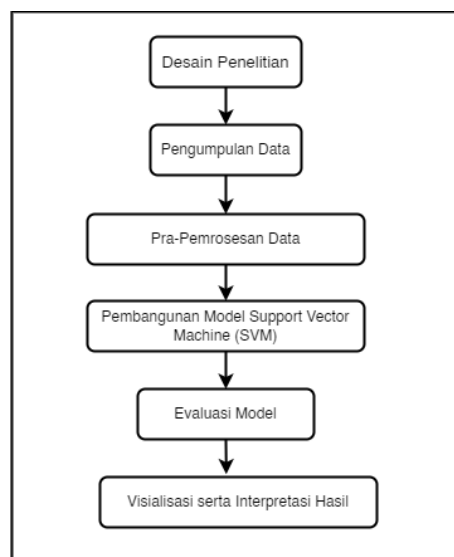 Desain Penelitian
Pengumpulan Data
Pra-Pemrosesan Data
Pembangunan Model Support Vector
Machine (SVM)
Evaluasi Model
Visialisasi serta Interpretasi Hasil